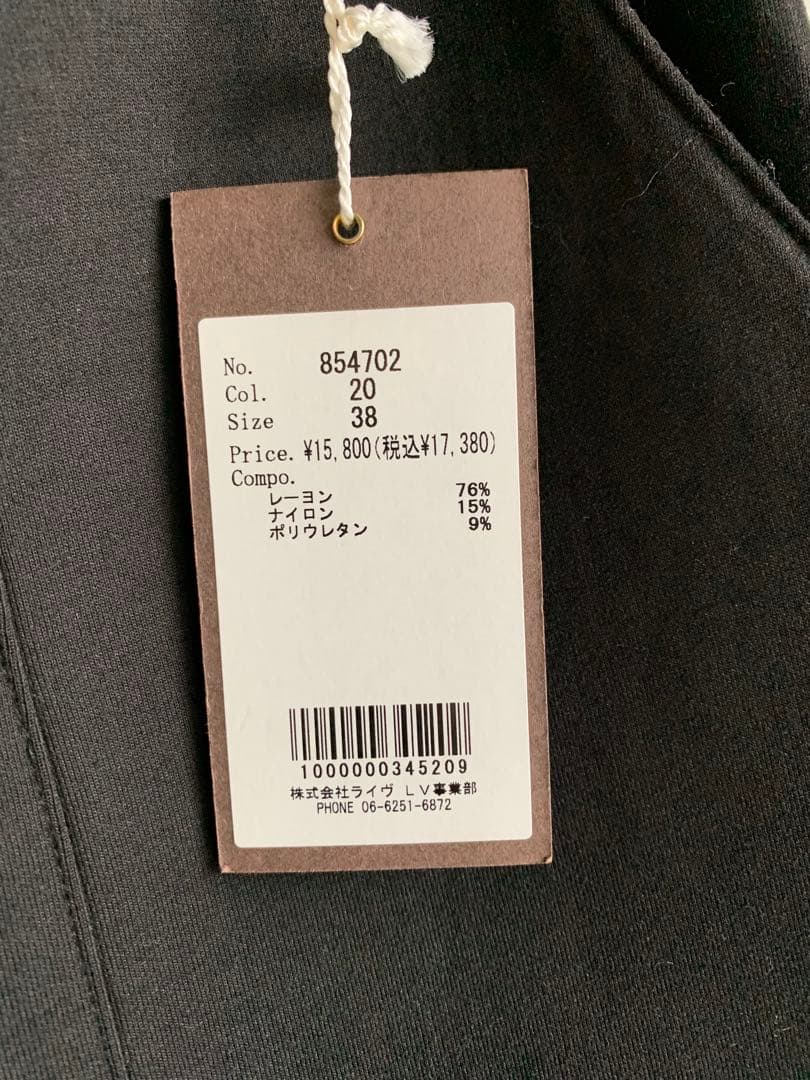 No. 854702
Col. 20
Size 38
Price. ¥15,800(税込¥17,380)
Compo.
レーヨン 76%
ナイロン 15%
ポリウレタン 9%
1000000345209
株式会社ライヴ LV事業部
PHONE 06-6251-6872